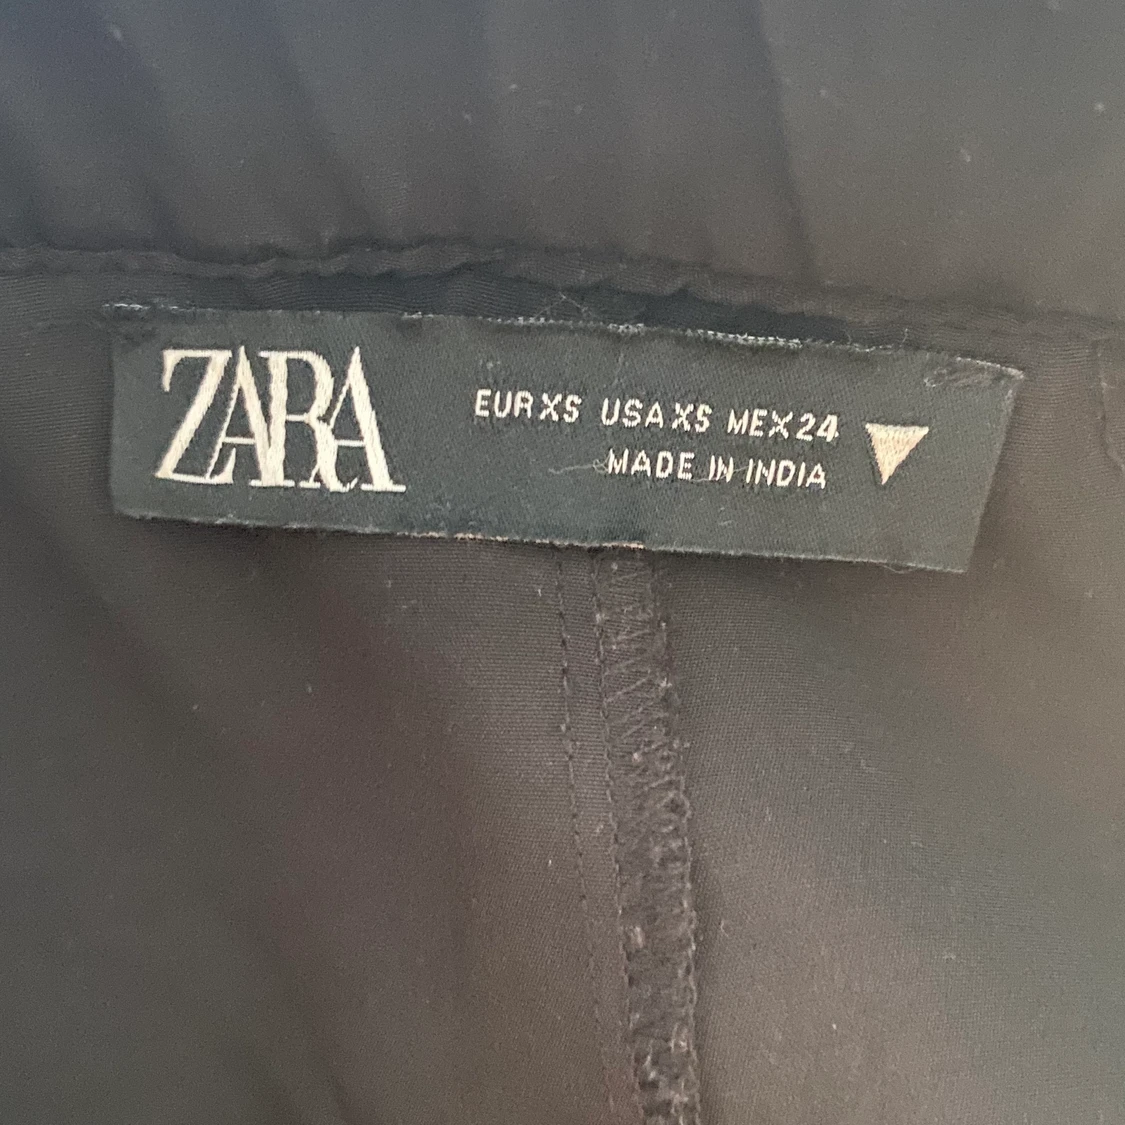 ZARA
EUR XS USA XS MEX 24
MADE IN INDIA